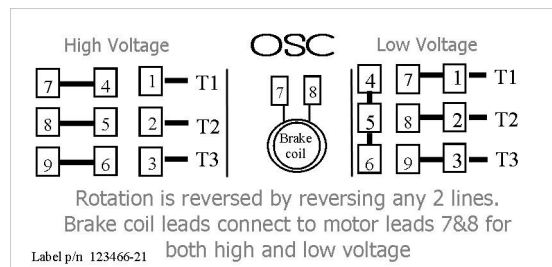 High Voltage
7 4 1 T1
8 5 2 T2
9 6 3 T3
OSC
7 8
Brake
coil
Low Voltage
4 7 1 T1
5 8 2 T2
6 9 3 T3
Rotation is reversed by reversing any 2 lines.
Brake coil leads connect to motor leads 7&8 for
both high and low voltage
Label p/n 123466-21